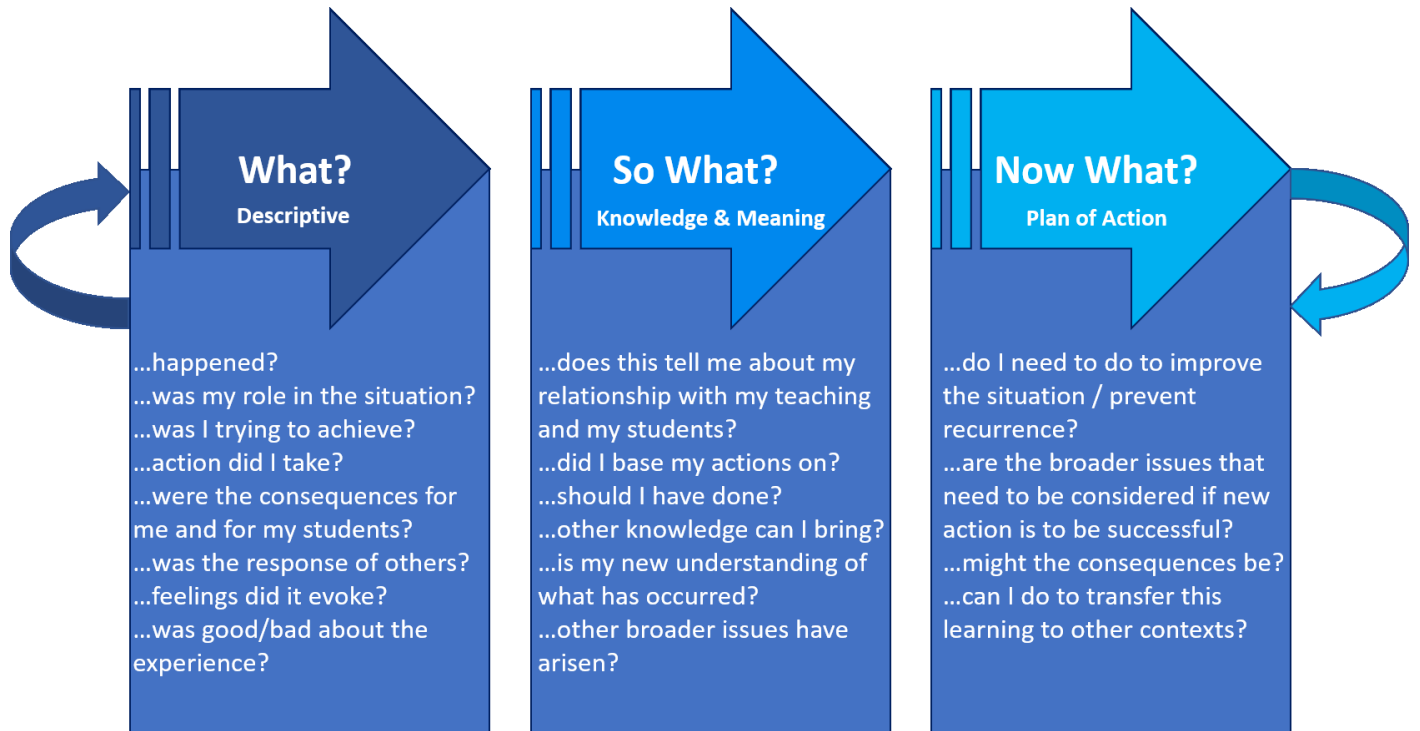 What?
Descriptive
...happened?
...was my role in the situation?
...was I trying to achieve?
...action did I take?
...were the consequences for
me and for my students?
...was the response of others?
...feelings did it evoke?
...was good/bad about the
experience?
So What?
Knowledge & Meaning
...does this tell me about my
relationship with my teaching
and my students?
...did I base my actions on?
...should I have done?
...other knowledge can I bring?
...is my new understanding of
what has occurred?
...other broader issues have
arisen?
Now What?
Plan of Action
...do I need to do to improve
the situation / prevent
recurrence?
...are the broader issues that
need to be considered if new
action is to be successful?
...might the consequences be?
...can I do to transfer this
learning to other contexts?